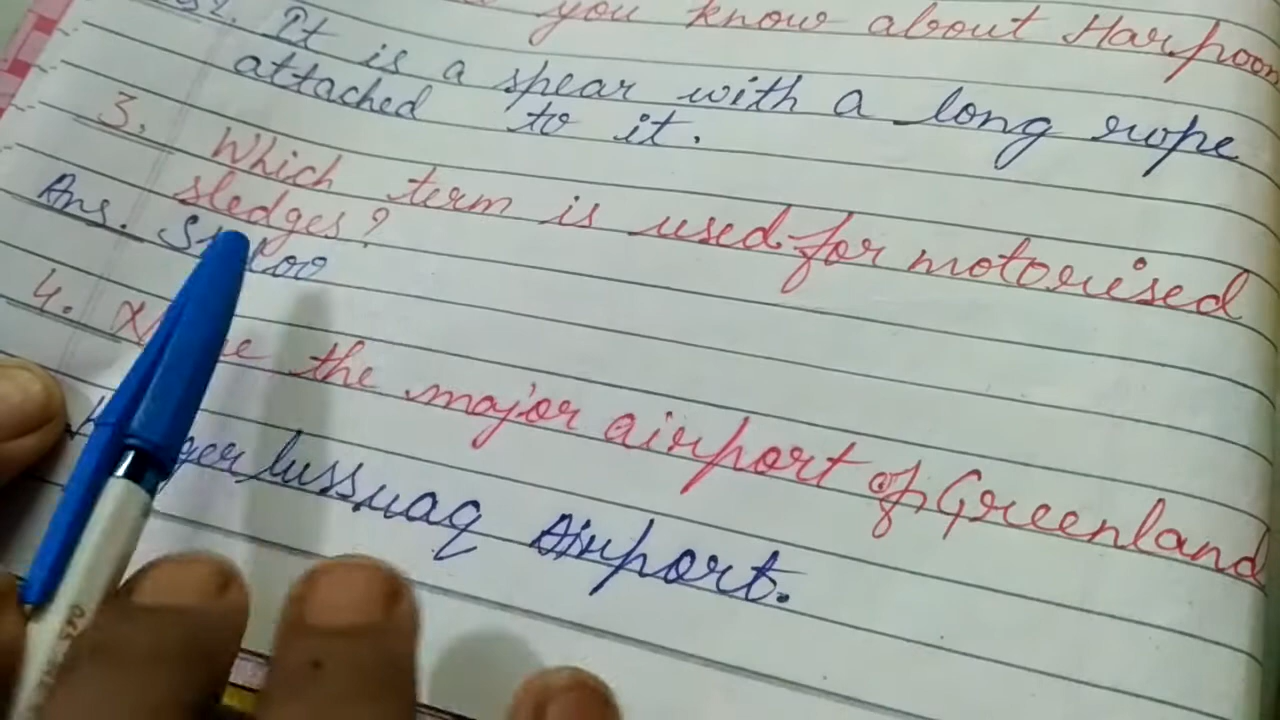 you know about Harpoon
It is a spear with a long rope
attached to it.
3. Which term is used for motorised
sledges?
Ans.
4. the major airport of Greenland
Airport.